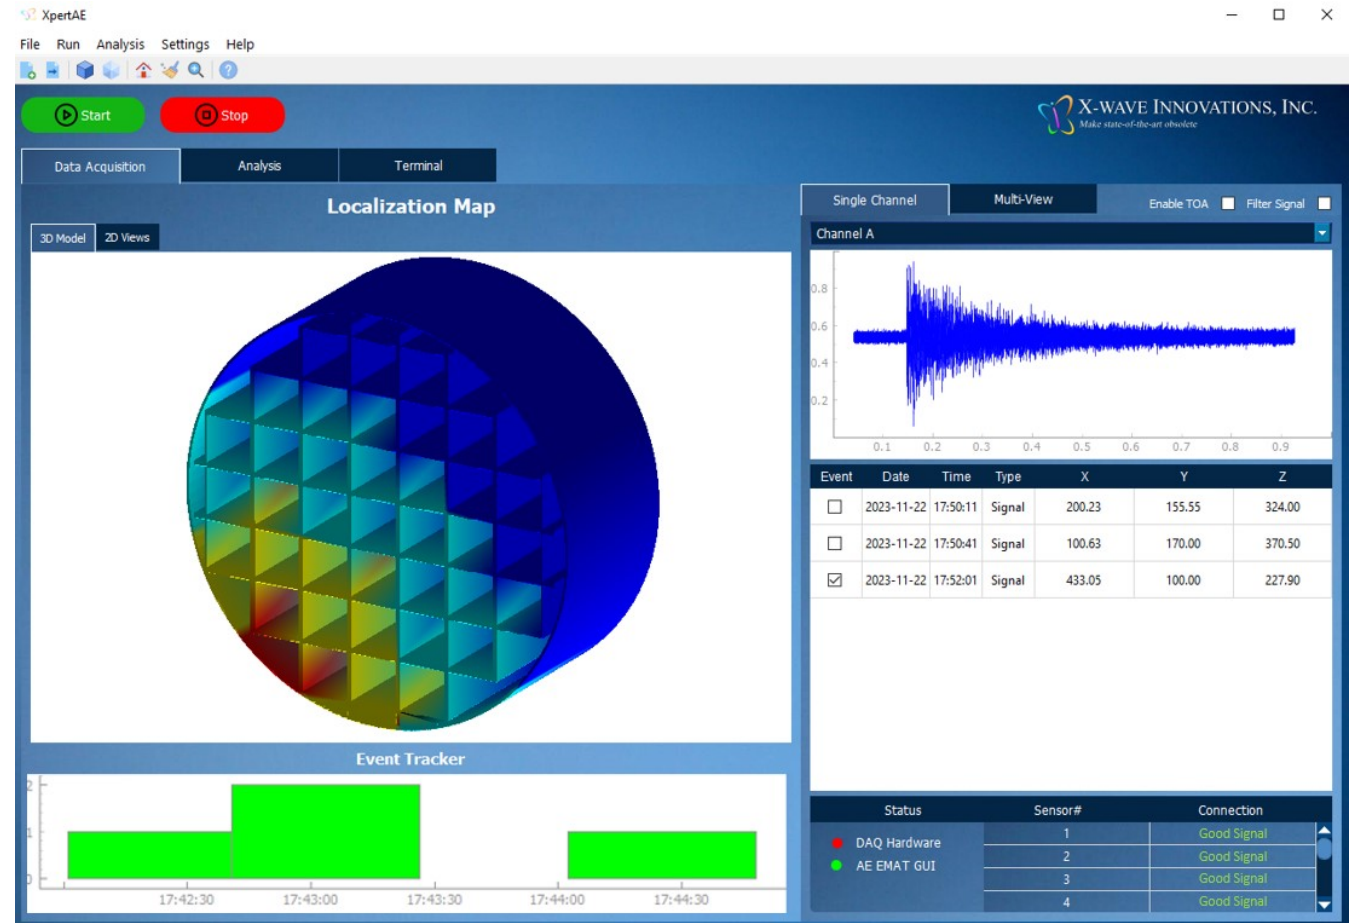 XpertAE
File Run Analysis Settings Help
Start Stop
X-WAVE INNOVATIONS, INC.
Make state-of-the-art obsolete
Data Acquisition Analysis Terminal
Localization Map
3D Model 2D Views
Single Channel Multi-View Enable TOA Filter Signal
Channel A
0.8
0.6
0.4
0.2
0.1 0.2 0.3 0.4 0.5 0.6 0.7 0.8 0.9
Event Date Time Type X Y Z
2023-11-22 17:50:11 Signal 200.23 155.55 324.00
2023-11-22 17:50:41 Signal 100.63 170.00 370.50
2023-11-22 17:52:01 Signal 433.05 100.00 227.90
Event Tracker
2
1
0
17:42:30 17:43:00 17:43:30 17:44:00 17:44:30
Status Sensor# Connection
DAQ Hardware
AE EMAT GUI
1 Good Signal
2 Good Signal
3 Good Signal
4 Good Signal